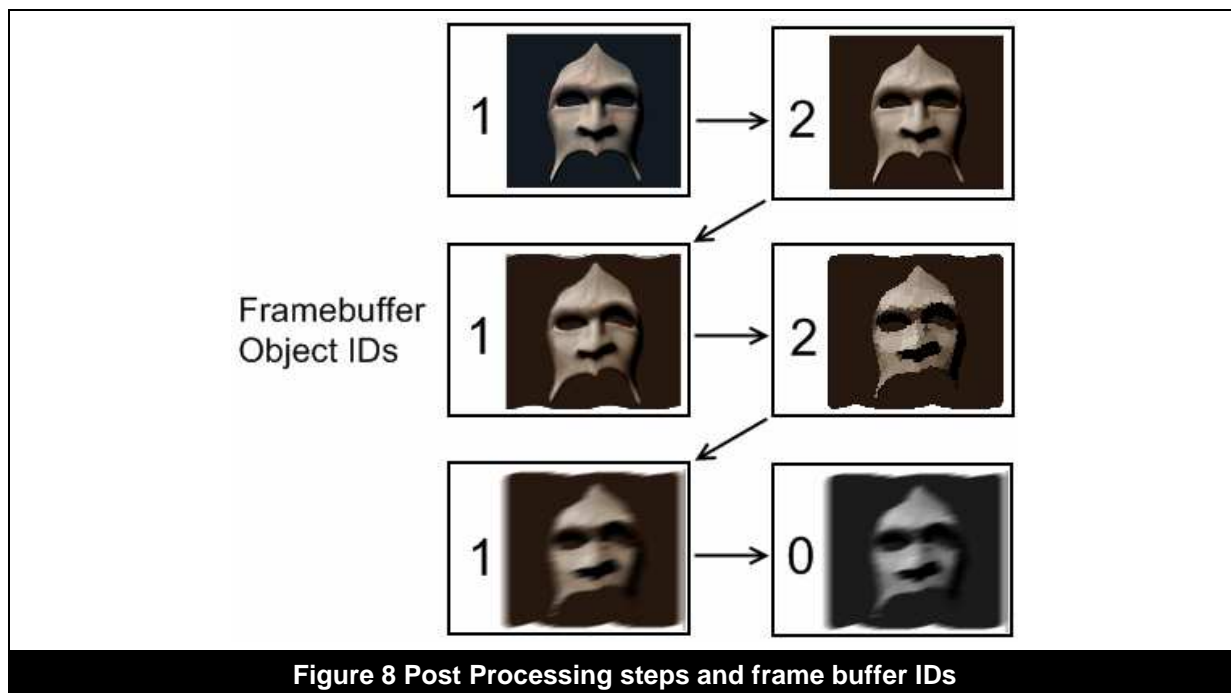 1
2
Framebuffer
Object IDs
1
2
1
0
Figure 8 Post Processing steps and frame buffer IDs